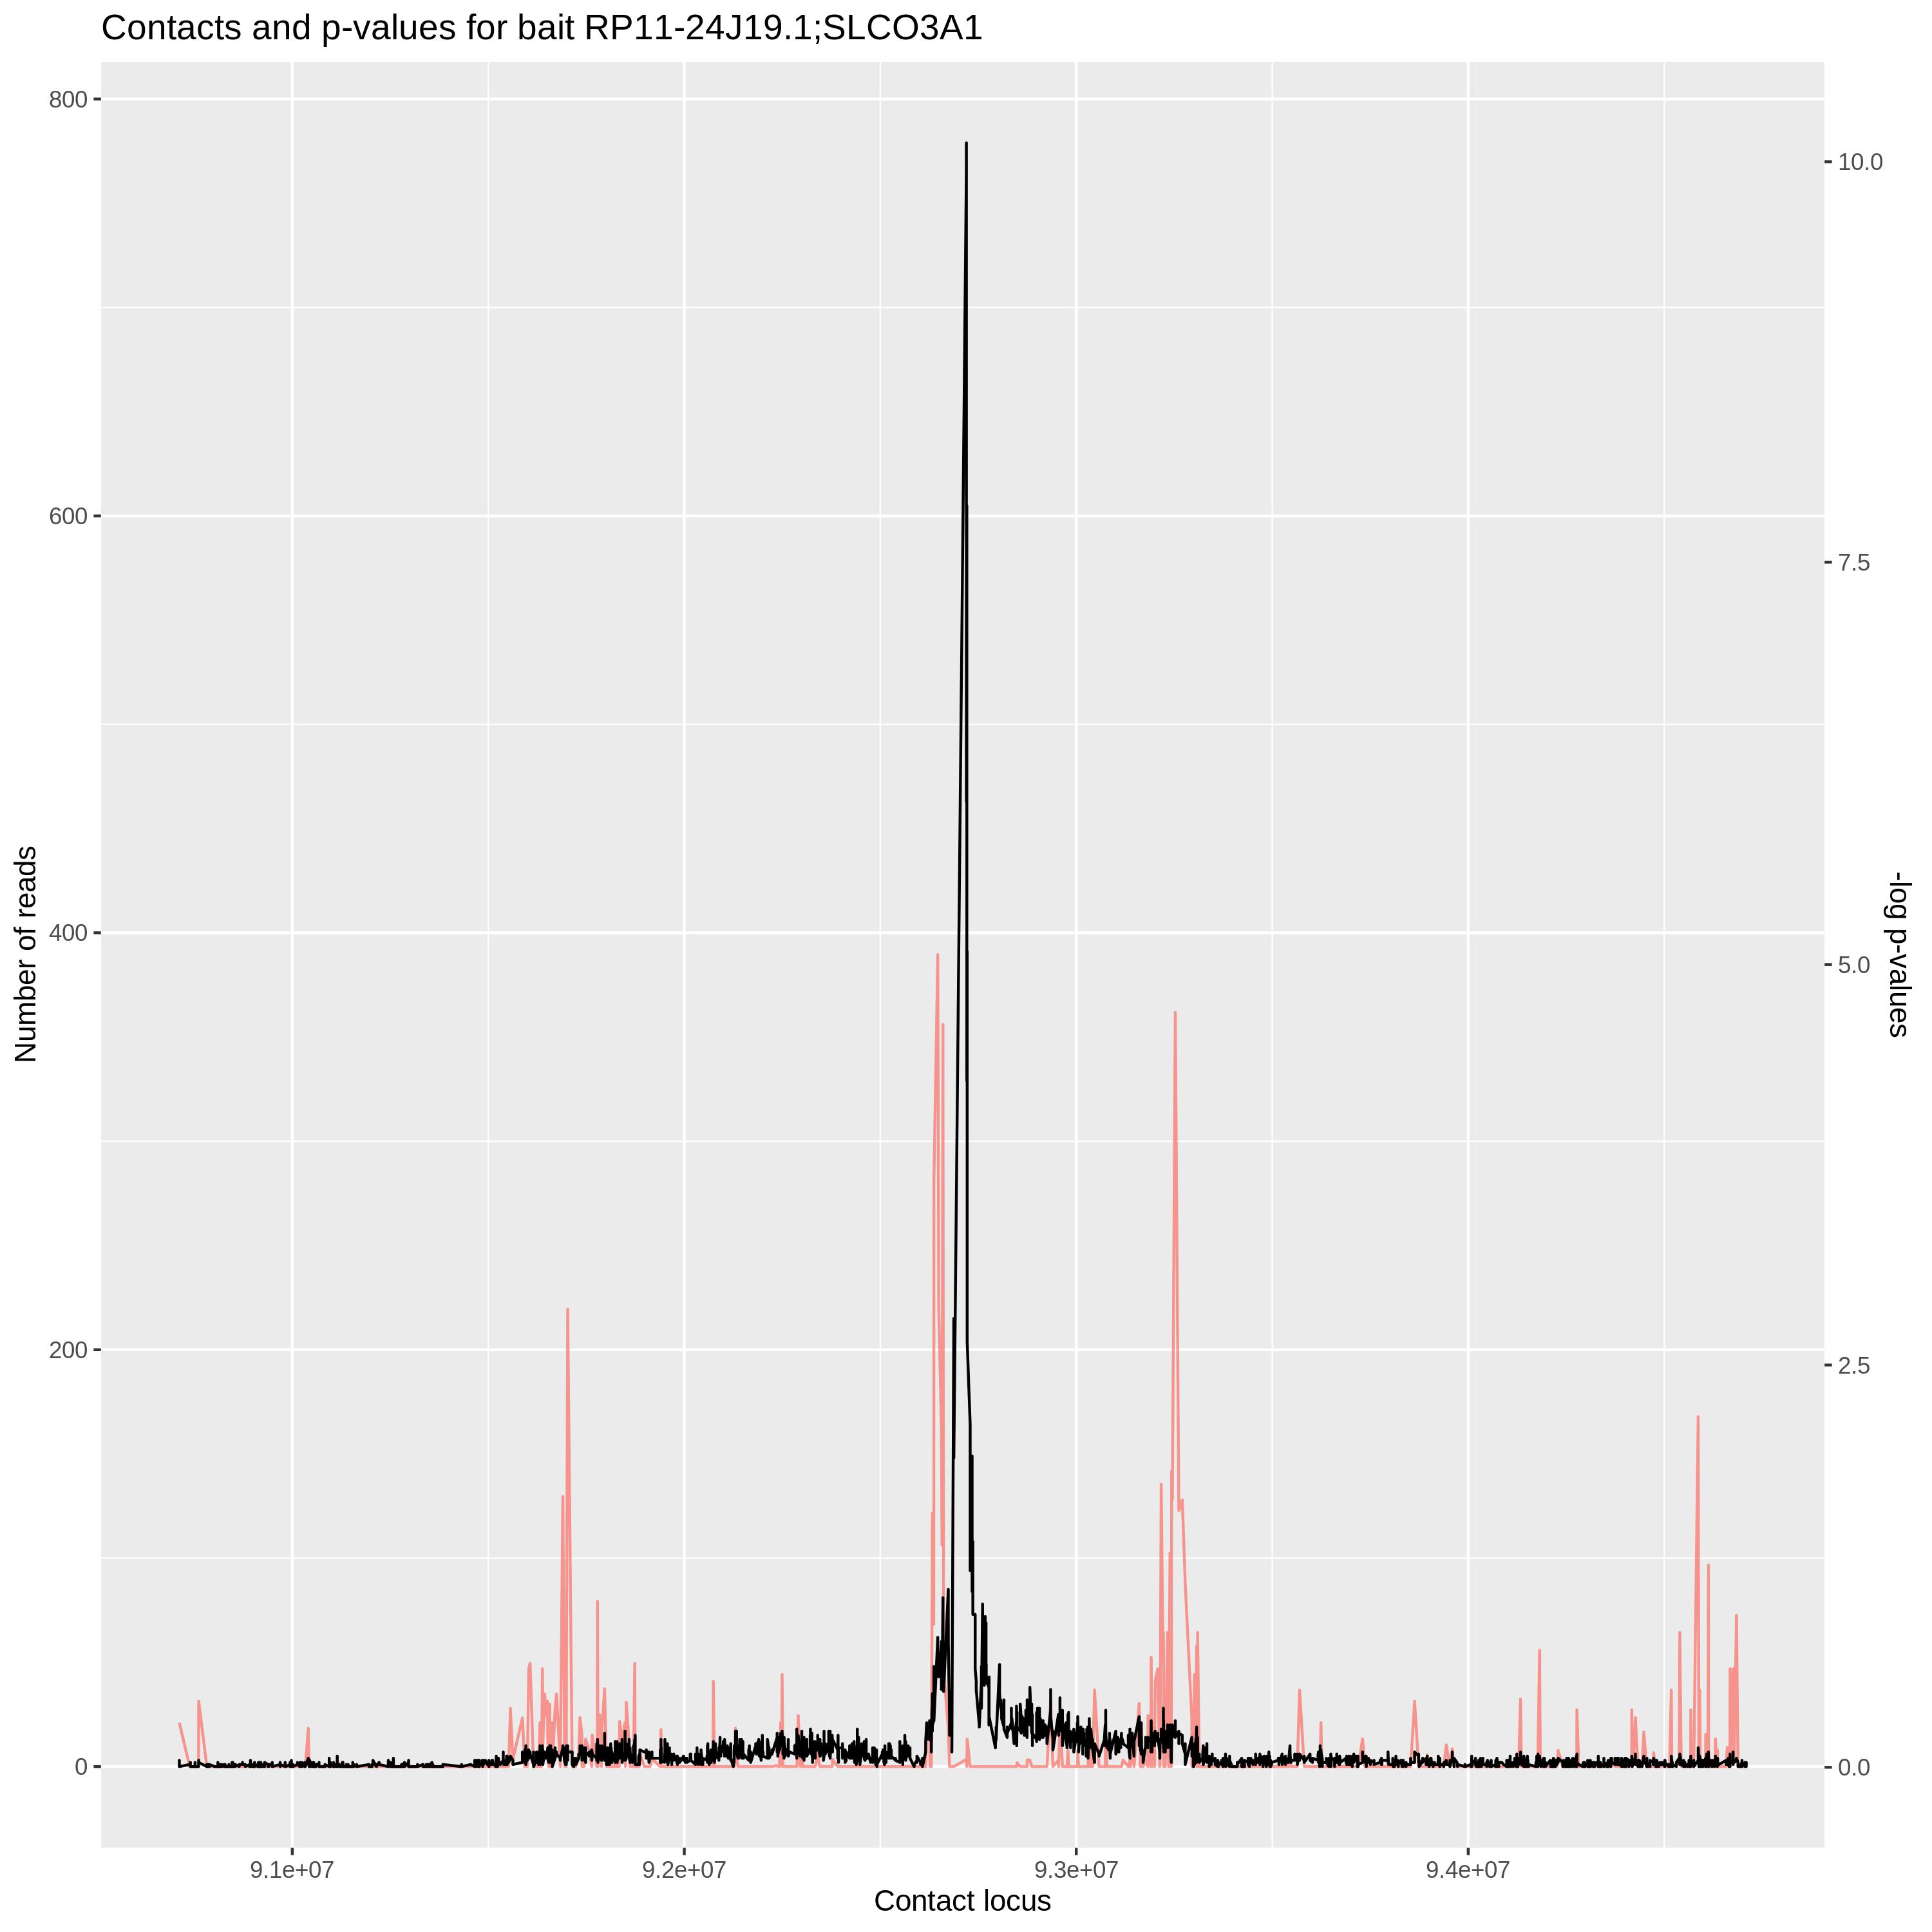 Contacts and p-values for bait RP11-24J19.1;SLCO3A1
800
600
400
200
0
10.0
7.5
5.0
2.5
0.0
Number of reads
-log p-values
9.1e+07
9.2e+07
9.3e+07
9.4e+07
Contact locus